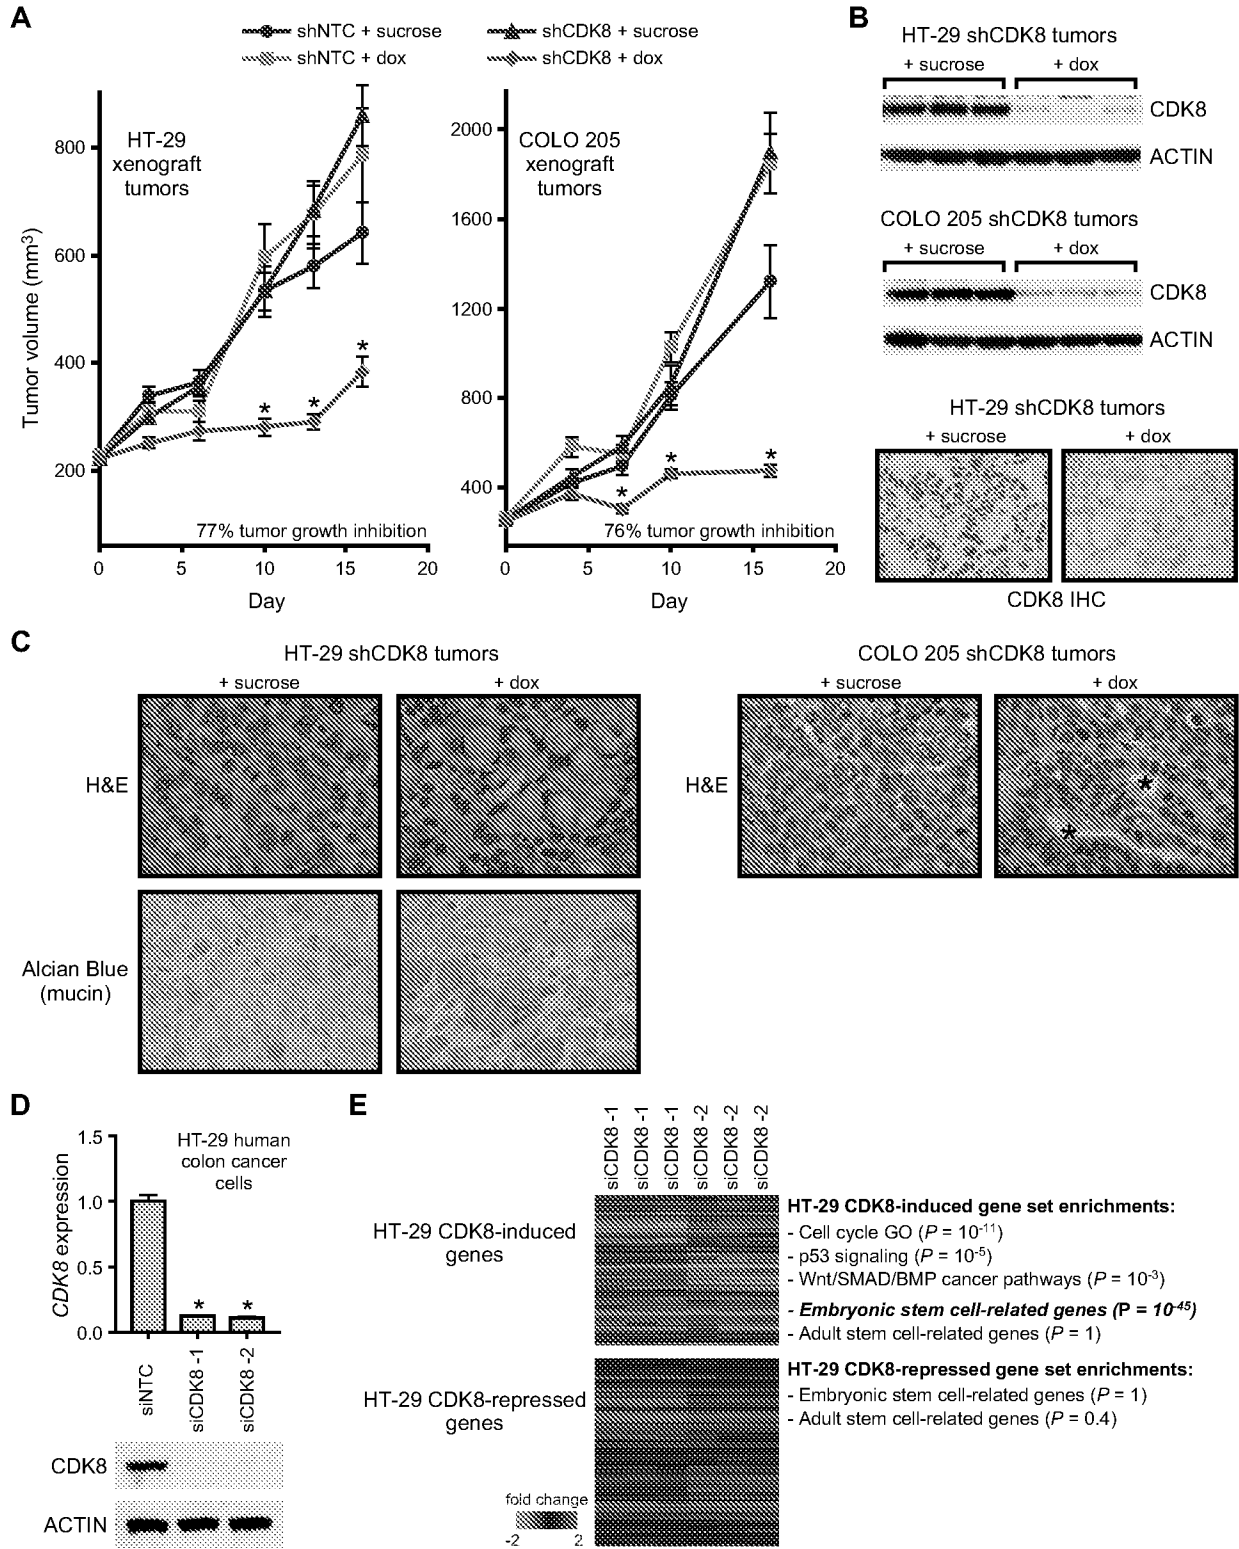 A
shNTC + sucrose
shCDK8 + sucrose
shNTC + dox
shCDK8 + dox
Tumor volume (mm3)
800
600
400
200
HT-29
xenograft
tumors
*
*
*
77% tumor growth inhibition
0
5
10
15
20
Day
2000
1600
1200
800
400
COLO 205
xenograft
tumors
*
*
*
76% tumor growth inhibition
0
5
10
15
20
Day
B
HT-29 shCDK8 tumors
+ sucrose
+ dox
CDK8
ACTIN
COLO 205 shCDK8 tumors
+ sucrose
+ dox
CDK8
ACTIN
HT-29 shCDK8 tumors
+ sucrose
+ dox
CDK8 IHC
C
HT-29 shCDK8 tumors
+ sucrose
+ dox
H&E
Alcian Blue
(mucin)
COLO 205 shCDK8 tumors
+ sucrose
+ dox
H&E
*
*
D
CDK8 expression
1.5
1.0
0.5
0.0
HT-29 human
colon cancer
cells
*
*
siNTC
siCDK8 -1
siCDK8 -2
CDK8
ACTIN
E
siCDK8 -1
siCDK8 -1
siCDK8 -1
siCDK8 -2
siCDK8 -2
siCDK8 -2
HT-29 CDK8-induced
genes
HT-29 CDK8-induced gene set enrichments:
- Cell cycle GO (P = 10-11)
- p53 signaling (P = 10-5)
- Wnt/SMAD/BMP cancer pathways (P = 10-3)
- Embryonic stem cell-related genes (P = 10-45)
- Adult stem cell-related genes (P = 1)
HT-29 CDK8-repressed
genes
HT-29 CDK8-repressed gene set enrichments:
- Embryonic stem cell-related genes (P = 1)
- Adult stem cell-related genes (P = 0.4)
fold change
-2
2